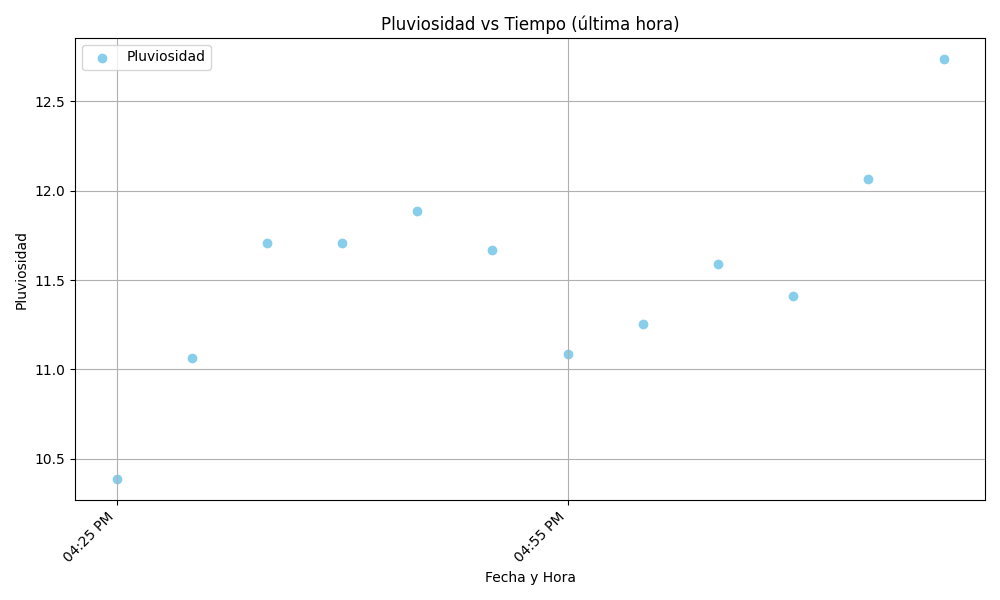 Pluviosidad vs Tiempo (última hora)
Pluviosidad
12.5
12.0
11.5
11.0
10.5
Pluviosidad
04:25 PM
04:55 PM
Fecha y Hora